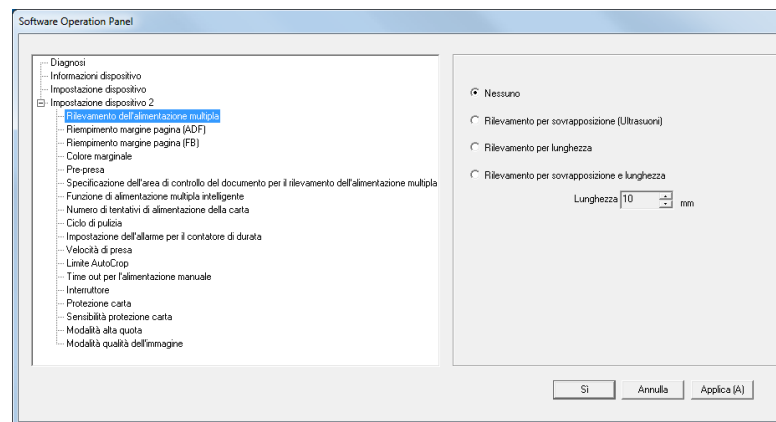 Software Operation Panel
Diagnosi
Informazioni dispositivo
Impostazione dispositivo
Impostazione dispositivo 2
Rilevamento dell'alimentazione multipla
Riempimento margine pagina (ADF)
Riempimento margine pagina (FB)
Colore marginale
Pre-presa
Specificazione dell'area di controllo del documento per il rilevamento dell'alimentazione multipla
Funzione di alimentazione multipla intelligente
Numero di tentativi di alimentazione della carta
Ciclo di pulizia
Impostazione dell'allarme per il contatore di durata
Velocità di presa
Limite AutoCrop
Time out per l'alimentazione manuale
Interruttore
Protezione carta
Sensibilità protezione carta
Modalità alta quota
Modalità qualità dell'immagine
Nessuno
Rilevamento per sovrapposizione (Ultrasuoni)
Rilevamento per lunghezza
Rilevamento per sovrapposizione e lunghezza
Lunghezza 10 mm
Sì Annulla Applica (A)